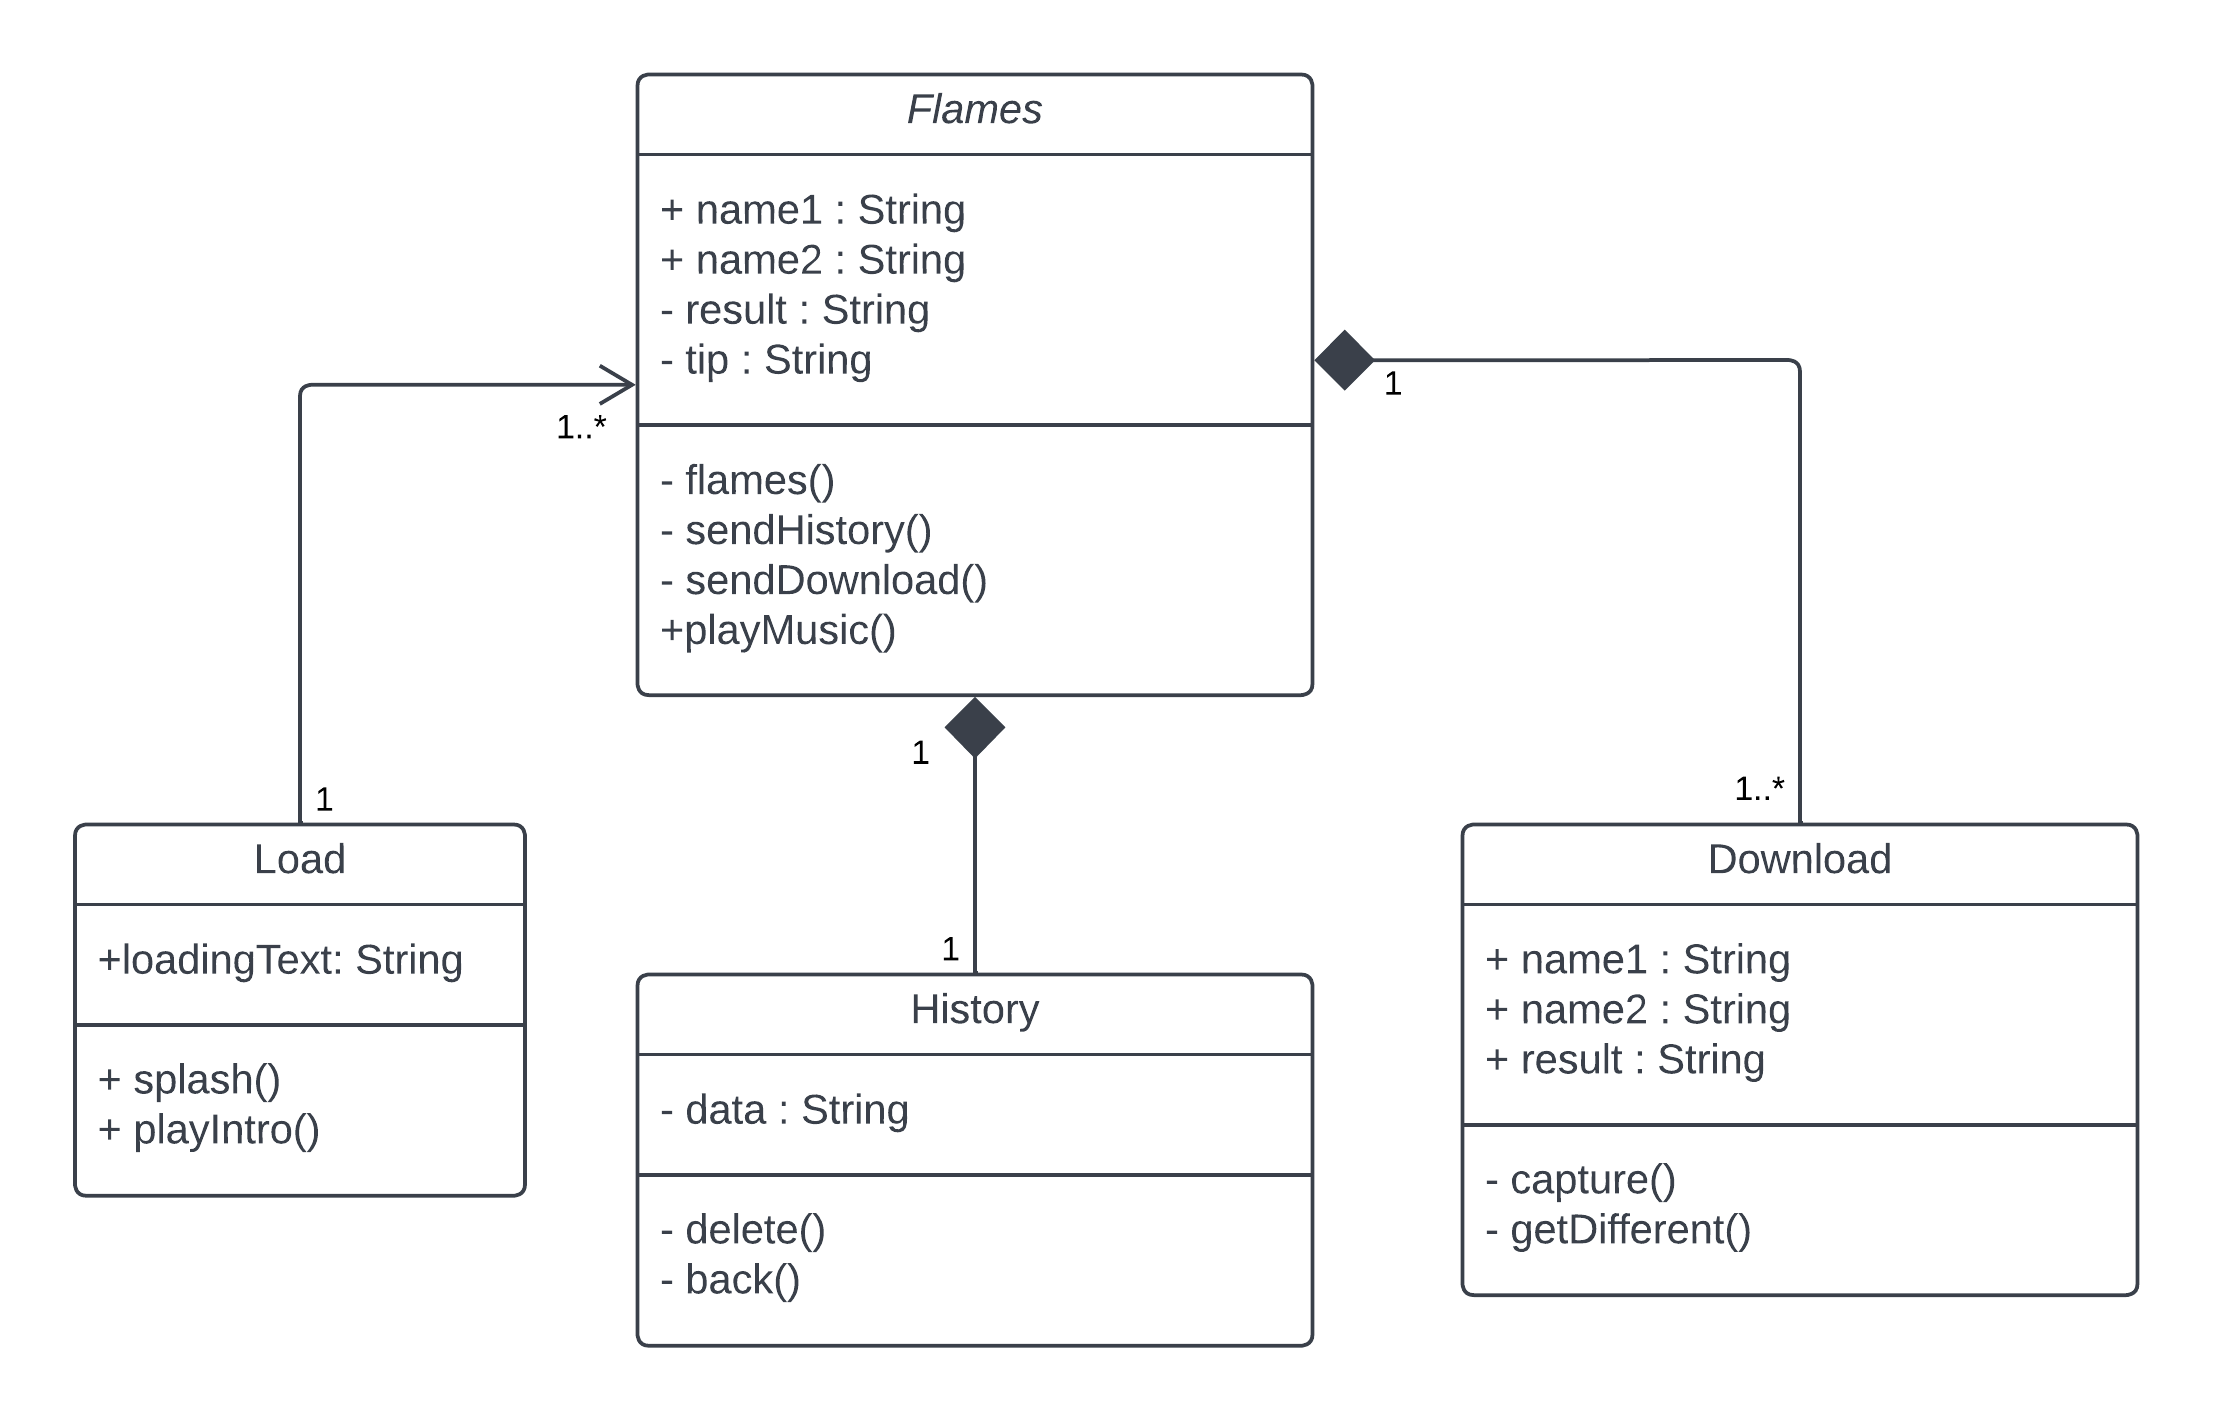 Flames
+ name1 : String
+ name2 : String
- result : String
- tip : String
- flames()
- sendHistory()
- sendDownload()
+playMusic()
1..*
1
1
1
1
1..*
Load
+loadingText: String
+ splash()
+ playIntro()
History
- data : String
- delete()
- back()
Download
+ name1 : String
+ name2 : String
+ result : String
- capture()
- getDifferent()